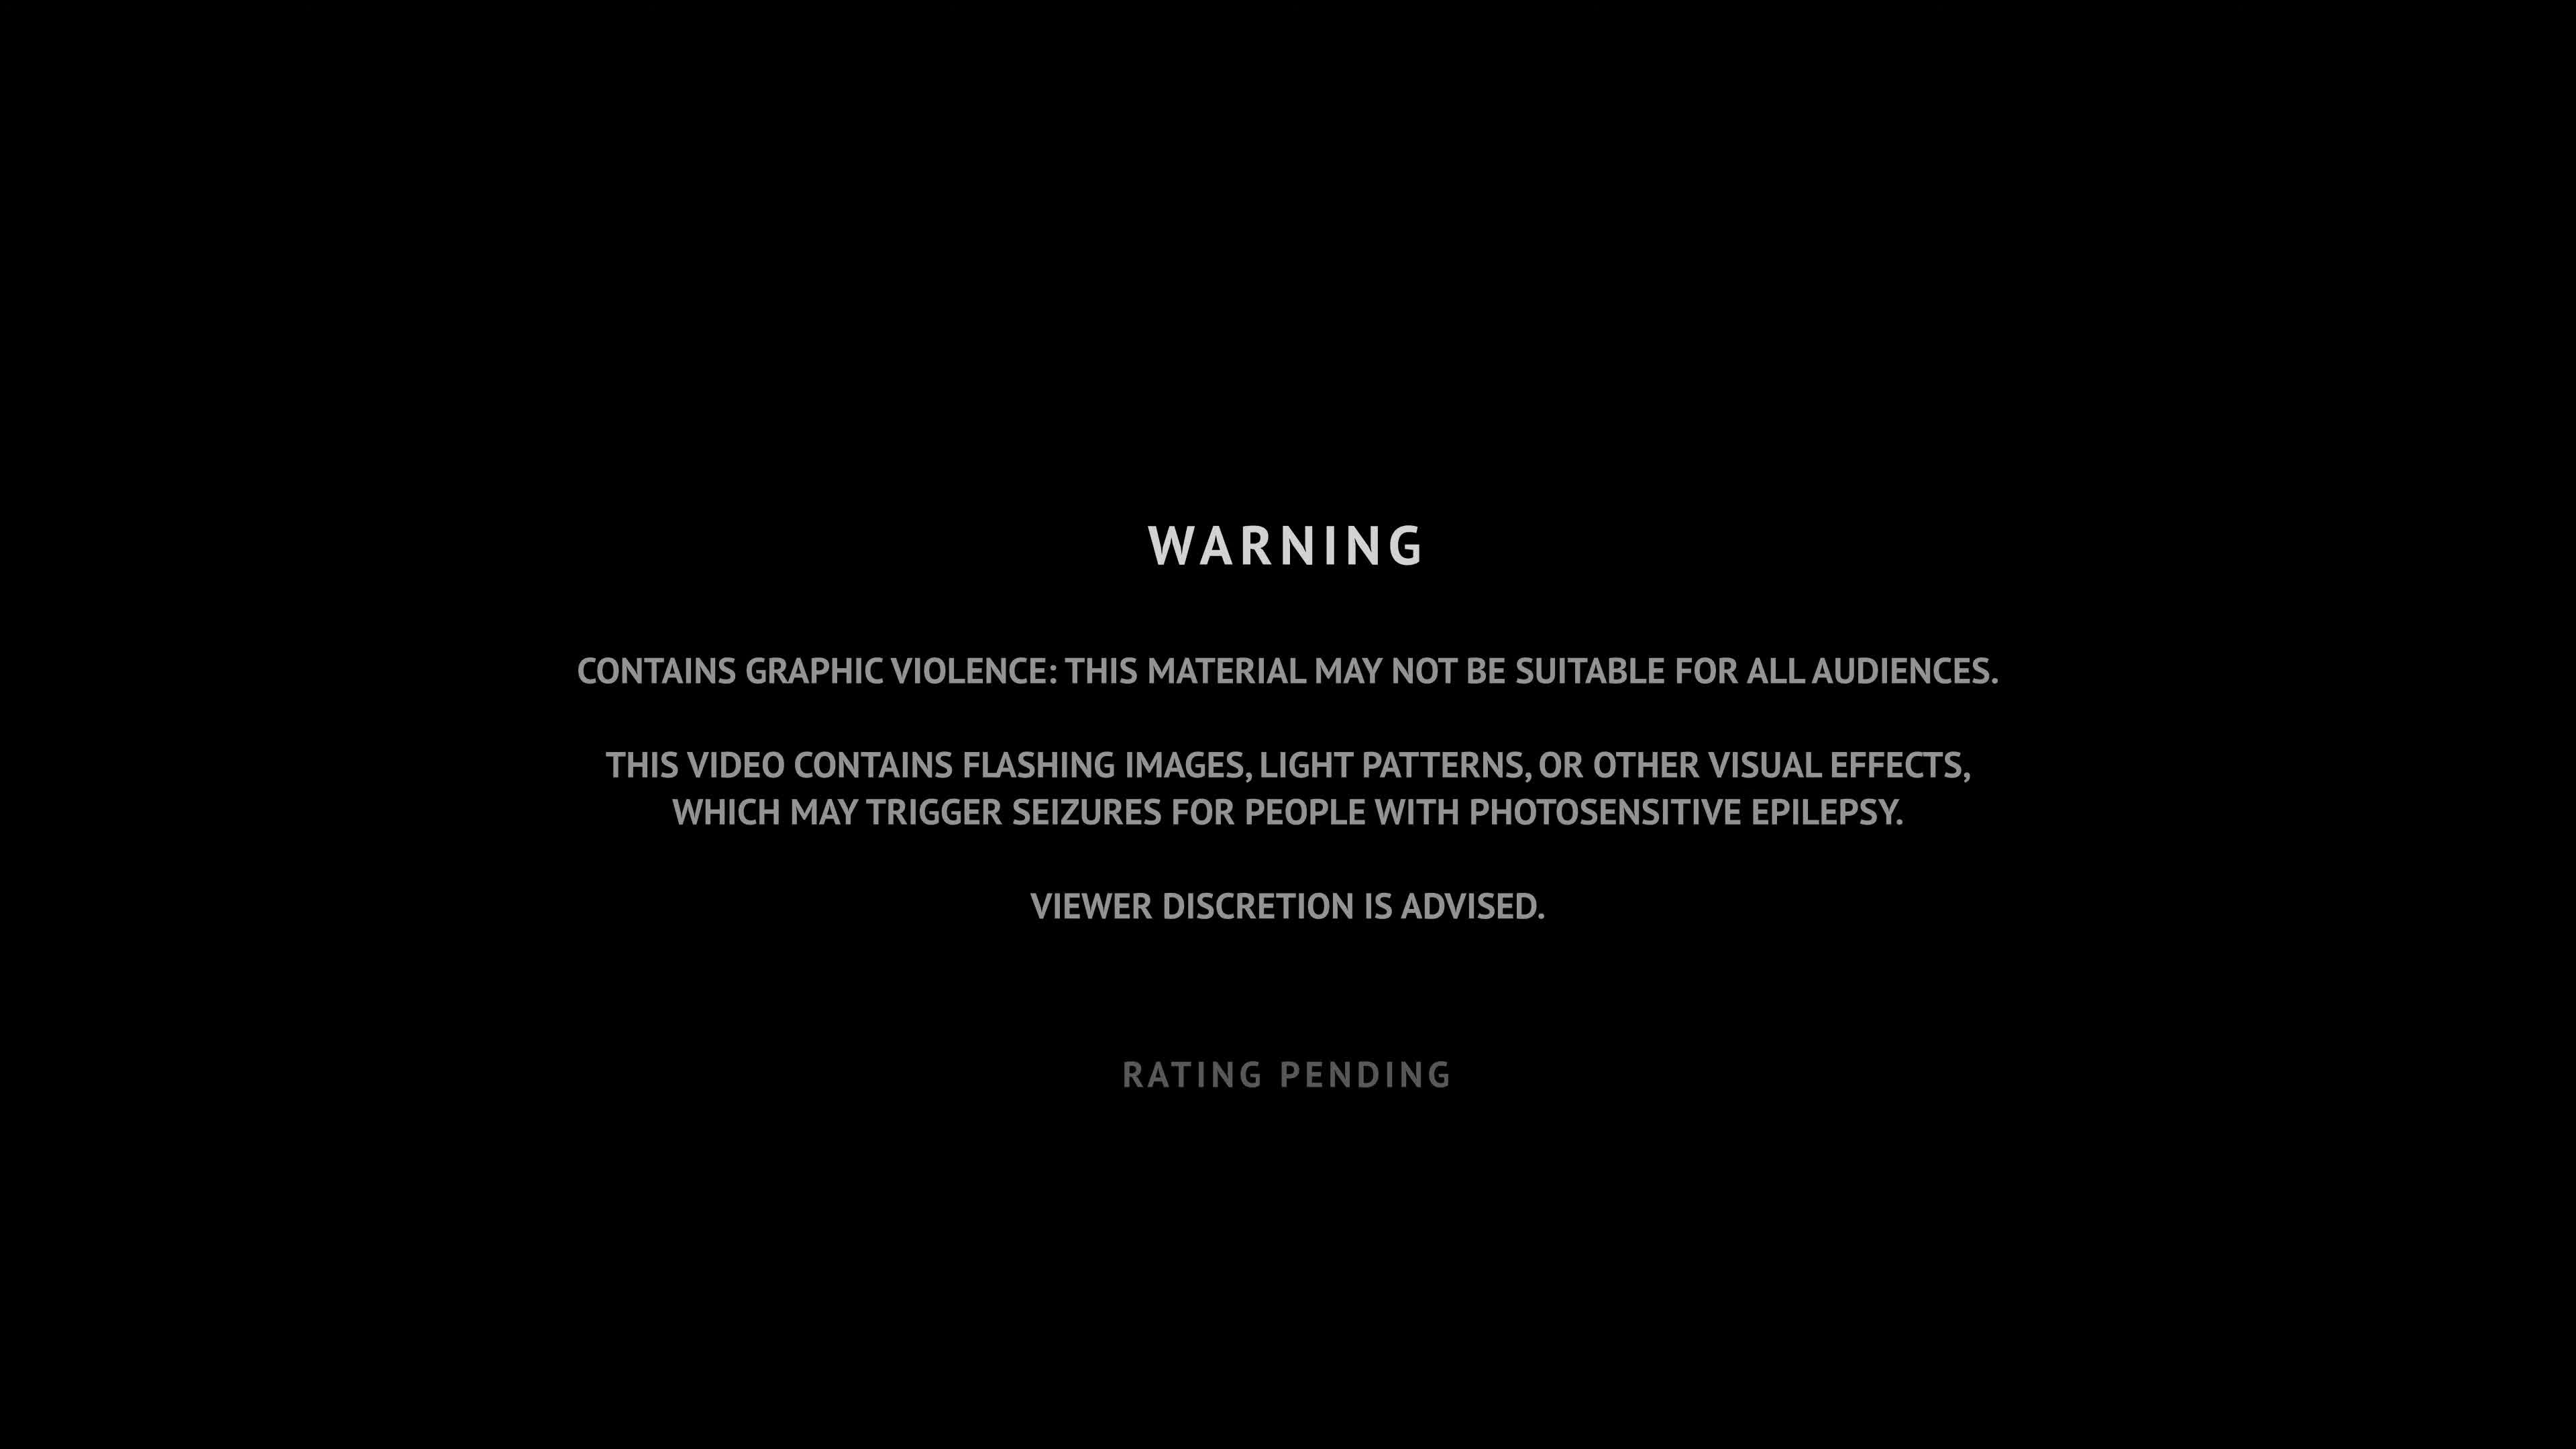 WARNING
CONTAINS GRAPHIC VIOLENCE: THIS MATERIAL MAY NOT BE SUITABLE FOR ALL AUDIENCES.
THIS VIDEO CONTAINS FLASHING IMAGES, LIGHT PATTERNS, OR OTHER VISUAL EFFECTS,
WHICH MAY TRIGGER SEIZURES FOR PEOPLE WITH PHOTOSENSITIVE EPILEPSY.
VIEWER DISCRETION IS ADVISED.
RATING PENDING